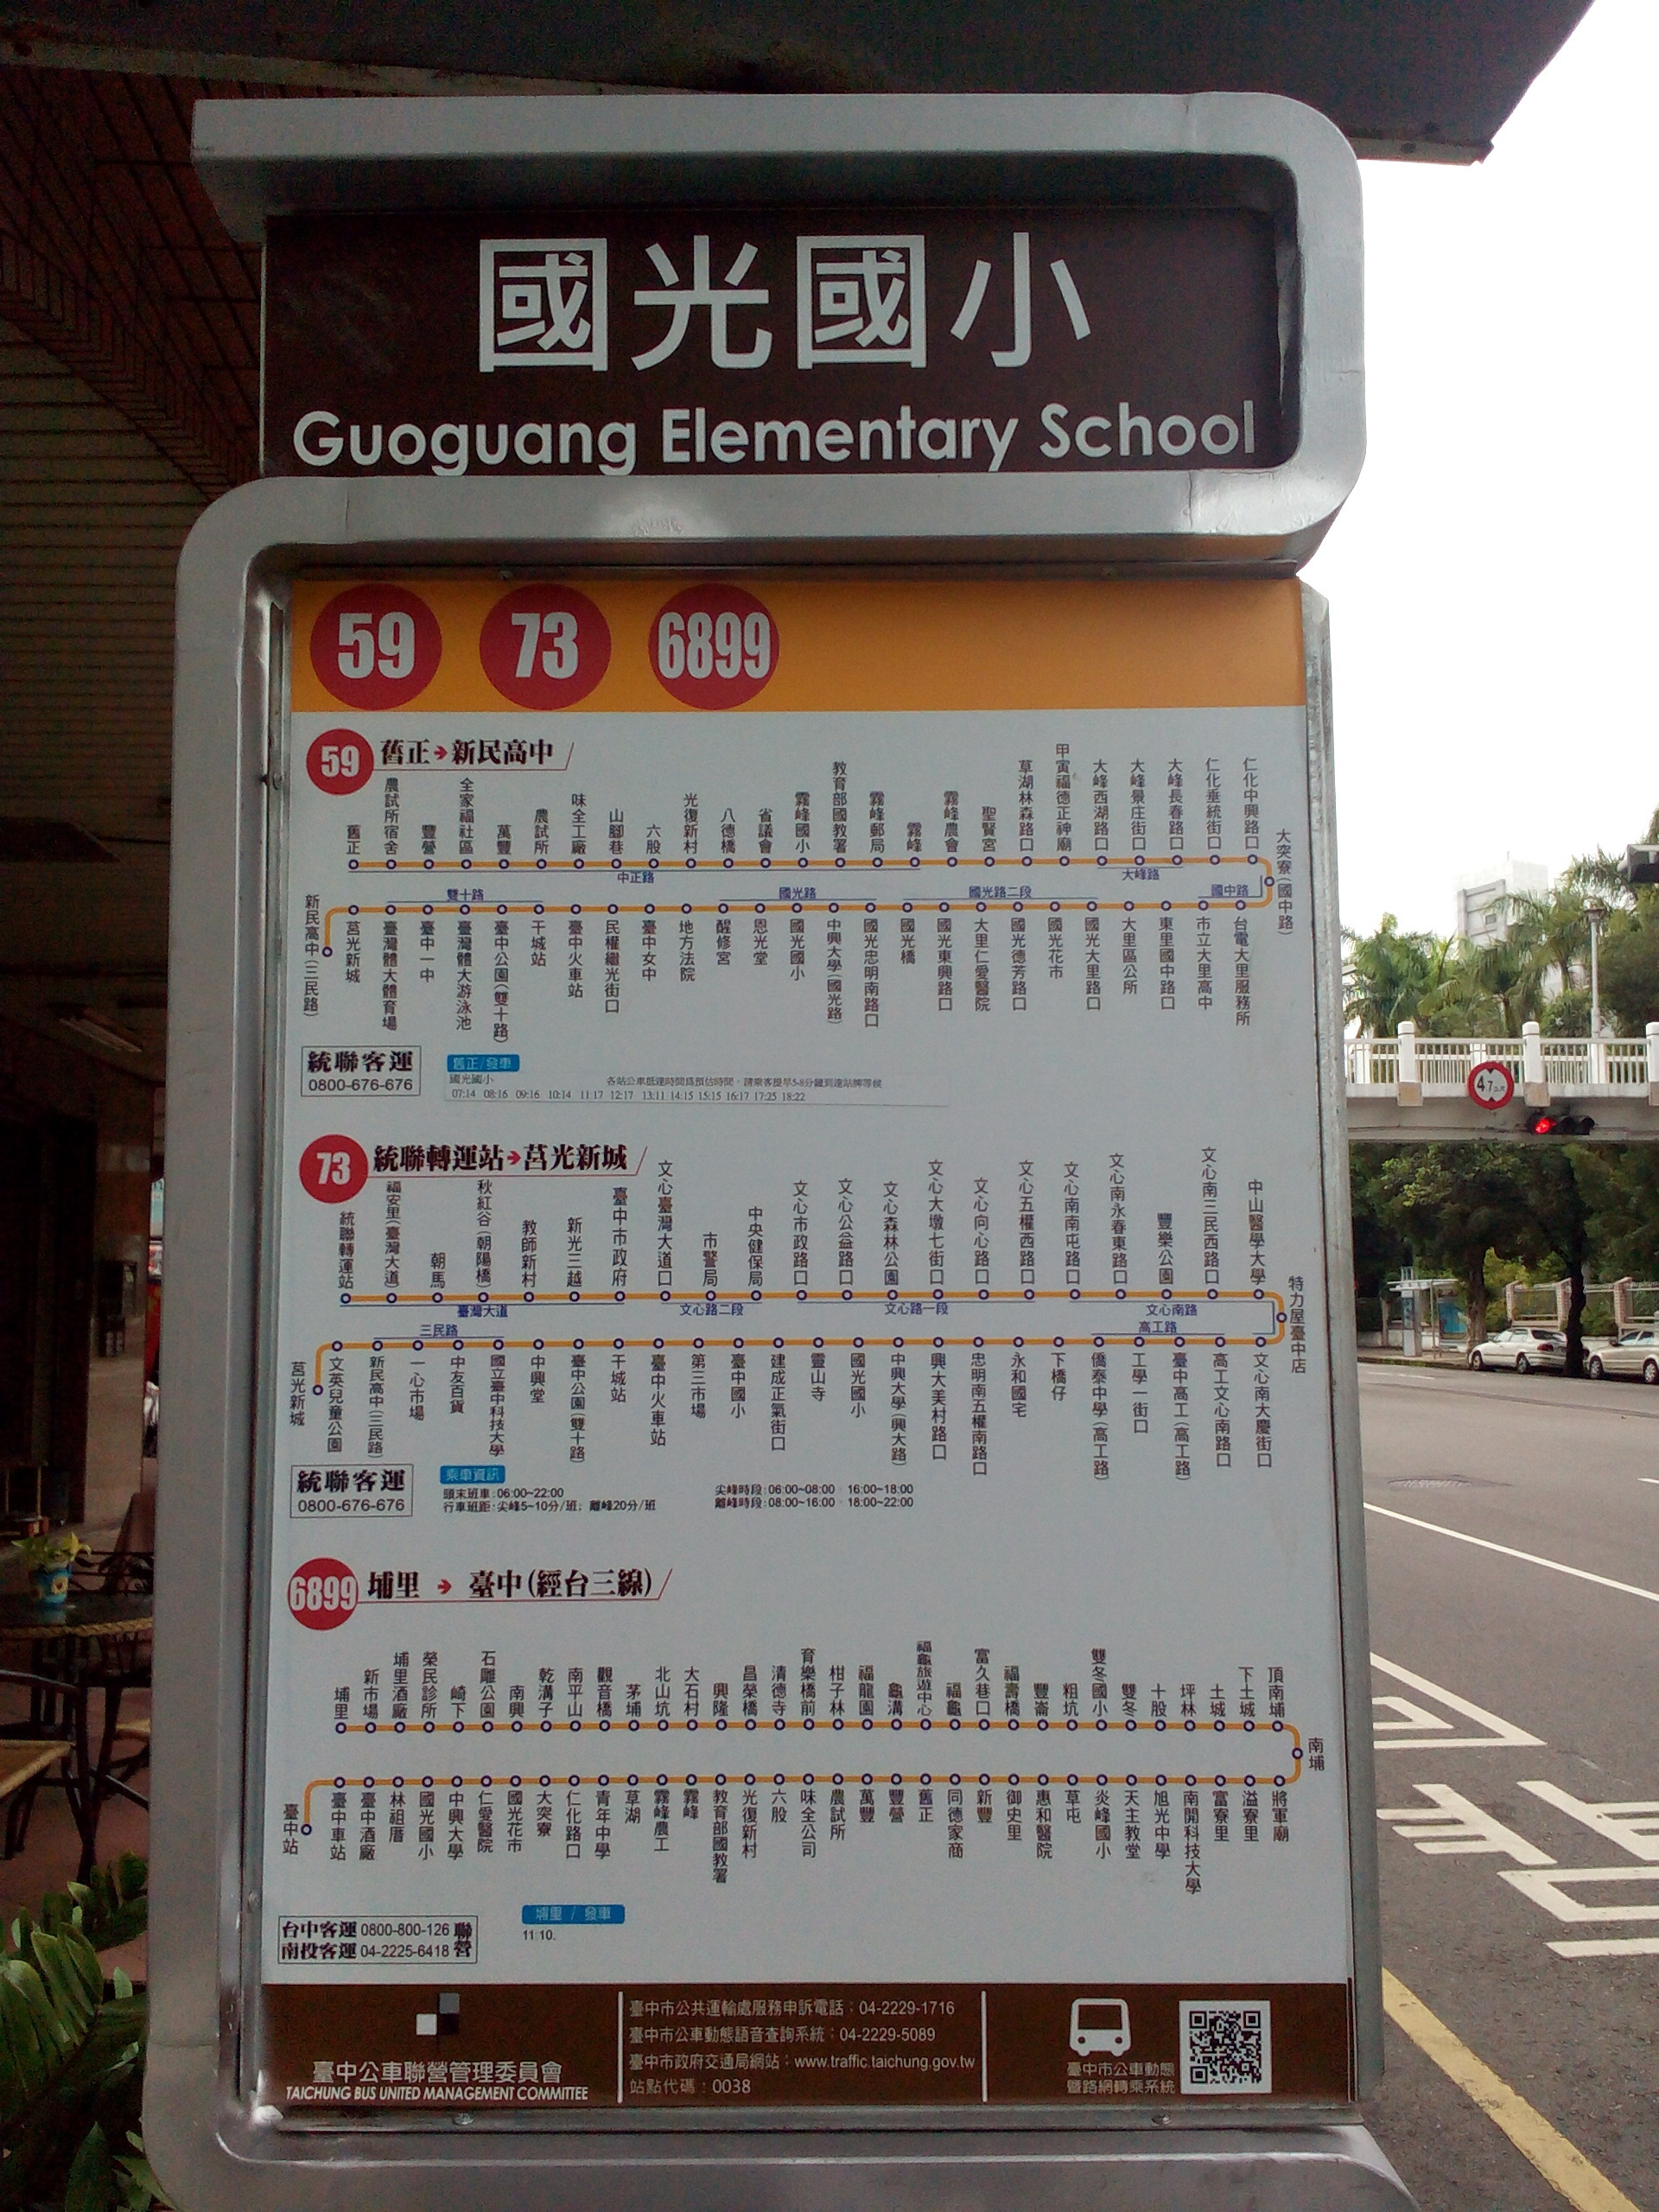 國光國小
Guoguang Elementary School
59 73 6899
59 舊正→新民高中
舊正
農試所宿舍
豐營
全家福社區
萬豐
農試所
味全工廠
山腳巷
六股
光復新村
八德橋
省議會
霧峰國小
教育部國教署
霧峰郵局
霧峰
霧峰農會
聖賢宮
草湖林森路口
甲寅福德正神廟
大峰西湖路口
大峰景庄街口
大峰長春路口
仁化垂統街口
仁化中興路口
大突寮(國中路)
中正路
大峰路
雙十路
國光路
國光路二段
國中路
新民高中(三民路)
莒光新城
臺灣體大體育場
臺中一中
臺灣體大游泳池
臺中公園(雙十路)
干城站
臺中火車站
民權繼光街口
臺中女中
地方法院
醒修宮
恩光堂
國光國小
中興大學(國光路)
國光忠明南路口
國光橋
國光東興路口
大里仁愛醫院
國光德芳路口
國光花市
國光大里路口
大里區公所
東里國中路口
市立大里高中
台電大里服務所
統聯客運
0800-676-676
舊正/發車
國光國小 各站公車抵達時間為預估時間，請乘客提早5-8分鐘到達站牌等候
07:14 08:16 09:16 10:14 11:17 12:17 13:11 14:15 15:15 16:17 17:25 18:22
73 統聯轉運站→莒光新城
統聯轉運站
福安里(臺灣大道)
朝馬
秋紅谷(朝陽橋)
教師新村
新光三越
臺中市政府
文心臺灣大道口
市警局
中央健保局
文心市政路口
文心公益路口
文心森林公園
文心大墩七街口
文心向心路口
文心五權西路口
文心南南屯路口
文心南永春東路口
豐樂公園
文心南三民西路口
中山醫學大學
特力屋臺中店
臺灣大道
文心路二段
文心路一段
文心南路
三民路
高工路
莒光新城
文英兒童公園
新民高中(三民路)
一心市場
中友百貨
國立臺中科技大學
中興堂
臺中公園(雙十路)
干城站
臺中火車站
第三市場
臺中國小
建成正氣街口
靈山寺
國光國小
中興大學(興大路)
興大美村路口
忠明南五權南路口
永和國宅
下橋仔
僑泰中學(高工路)
工學一街口
臺中高工(高工路)
高工文心南路口
文心南大慶街口
統聯客運
0800-676-676
乘車資訊
頭末班車:06:00~22:00
行車班距:尖峰5~10分/班; 離峰20分/班
尖峰時段:06:00~08:00 16:00~18:00
離峰時段:08:00~16:00 18:00~22:00
6899 埔里 → 臺中(經台三線)
埔里
新市場
埔里酒廠
榮民診所
崎下
石雕公園
南興
乾溝子
南平山
觀音橋
茅埔
北山坑
大石村
興隆
昌榮橋
清德寺
育樂橋前
柑子林
福龍園
龜溝
福龜旅遊中心
福龜
富久巷口
福壽橋
豐崙
粗坑
雙冬國小
雙冬
十股
坪林
土城
下土城
頂南埔
南埔
臺中站
臺中車站
臺中酒廠
林祖厝
國光國小
中興大學
仁愛醫院
國光花市
大突寮
仁化路口
青年中學
草湖
霧峰農工
霧峰
教育部國教署
光復新村
六股
味全公司
農試所
萬豐
豐營
舊正
同德家商
新豐
御史里
惠和醫院
草屯
炎峰國小
天主教堂
旭光中學
南開科技大學
富寮里
溢寮里
將軍廟
台中客運 0800-800-126
南投客運 04-2225-6418
聯營
埔里 / 發車
11:10.
臺中公車聯營管理委員會
TAICHUNG BUS UNITED MANAGEMENT COMMITTEE
臺中市公共運輸處服務申訴電話：04-2229-1716
臺中市公車動態語音查詢系統：04-2229-5089
臺中市政府交通局網站：www.traffic.taichung.gov.tw
站點代碼：0038
臺中市公車動態
暨路網轉乘系統
4.7公尺